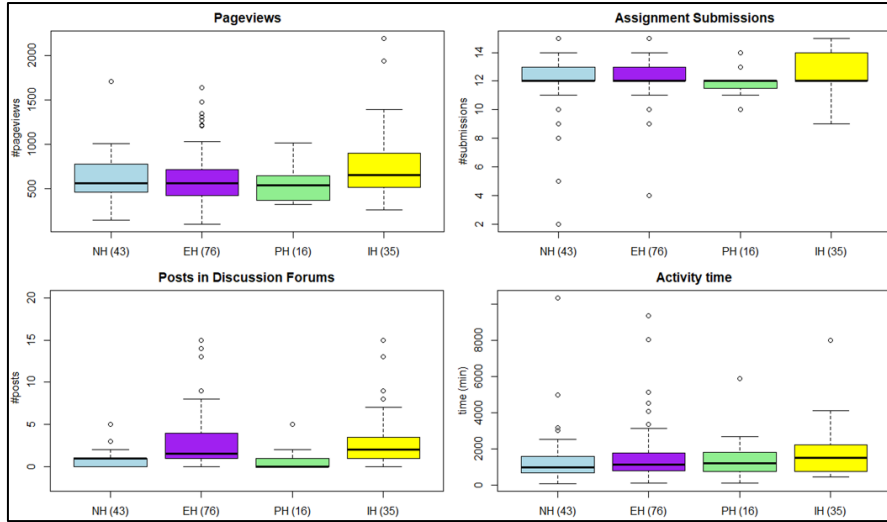 Pageviews
#pageviews
2000
1500
1000
500
NH (43) EH (76) PH (16) IH (35)
Assignment Submissions
#submissions
14
12
10
8
6
4
2
NH (43) EH (76) PH (16) IH (35)
Posts in Discussion Forums
#posts
20
15
10
5
0
NH (43) EH (76) PH (16) IH (35)
Activity time
time (min)
8000
6000
4000
2000
0
NH (43) EH (76) PH (16) IH (35)